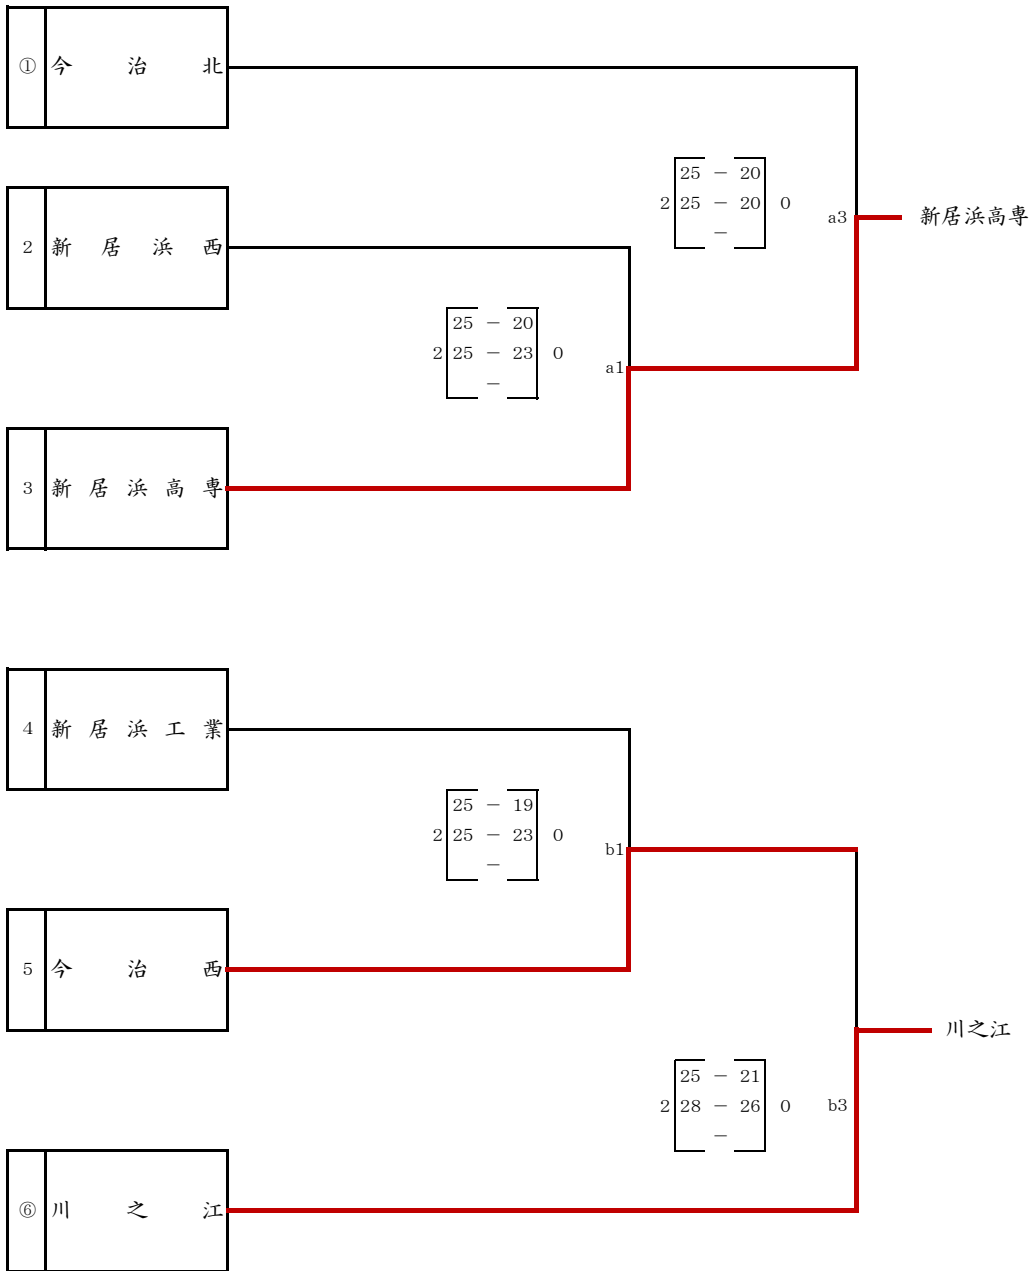 ① 今治北
25 － 20
2 25 － 20 0
－
a3 新居浜高専
2 新居浜西
25 － 20
2 25 － 23 0
－
a1
3 新居浜高専
4 新居浜工業
25 － 19
2 25 － 23 0
－
b1
5 今治西
川之江
25 － 21
2 28 － 26 0
－
b3
⑥ 川之江